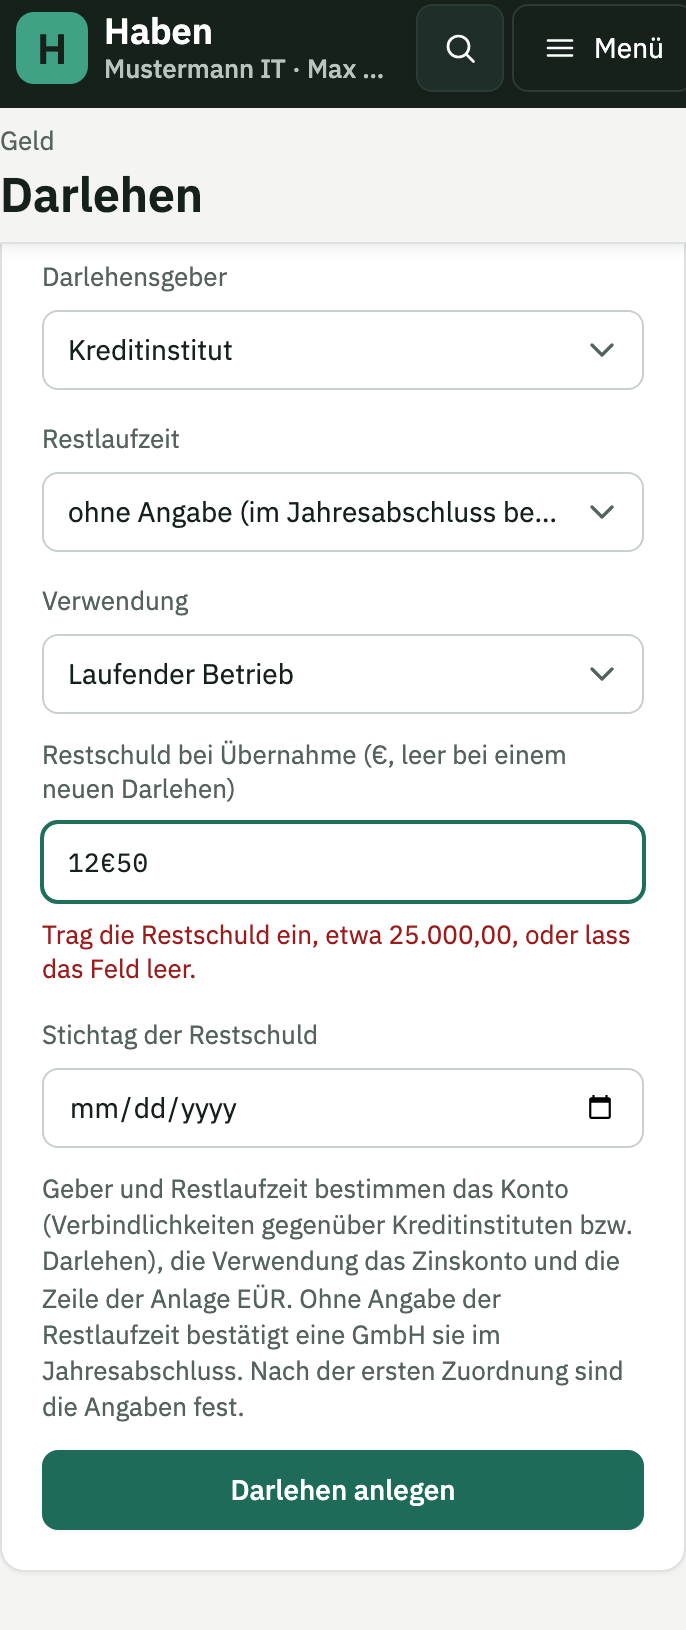 H
Haben
Mustermann IT · Max ...
Menü
Geld
Darlehen
Darlehensgeber
Kreditinstitut
Restlaufzeit
ohne Angabe (im Jahresabschluss be...
Verwendung
Laufender Betrieb
Restschuld bei Übernahme (€, leer bei einem
neuen Darlehen)
12€50
Trag die Restschuld ein, etwa 25.000,00, oder lass
das Feld leer.
Stichtag der Restschuld
mm/dd/yyyy
Geber und Restlaufzeit bestimmen das Konto
(Verbindlichkeiten gegenüber Kreditinstituten bzw.
Darlehen), die Verwendung das Zinskonto und die
Zeile der Anlage EÜR. Ohne Angabe der
Restlaufzeit bestätigt eine GmbH sie im
Jahresabschluss. Nach der ersten Zuordnung sind
die Angaben fest.
Darlehen anlegen